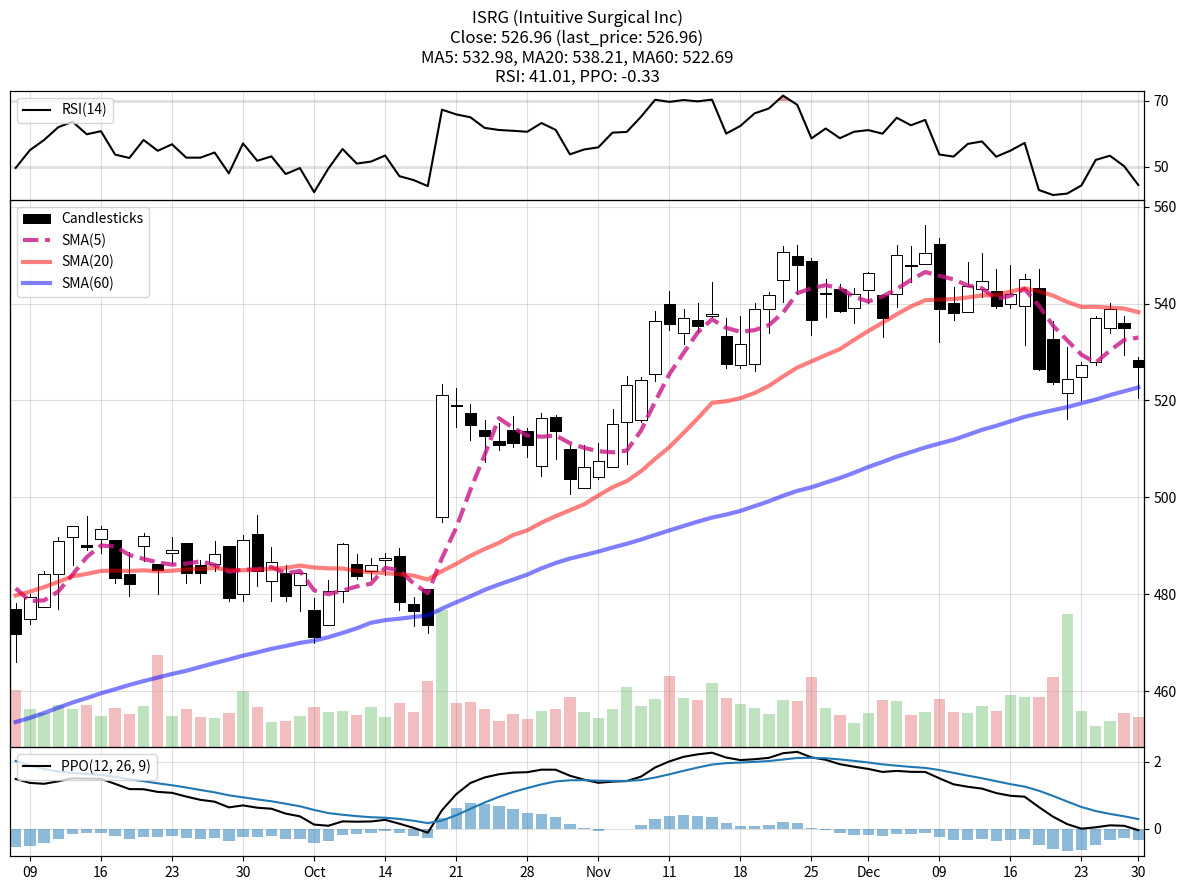 ISRG (Intuitive Surgical Inc)
Close: 526.96 (last_price: 526.96)
MA5: 532.98, MA20: 538.21, MA60: 522.69
RSI: 41.01, PPO: -0.33
RSI(14)
70
50
Candlesticks
SMA(5)
SMA(20)
SMA(60)
560
540
520
500
480
460
PPO(12, 26, 9)
2
0
09 16 23 30 Oct 14 21 28 Nov 11 18 25 Dec 09 16 23 30